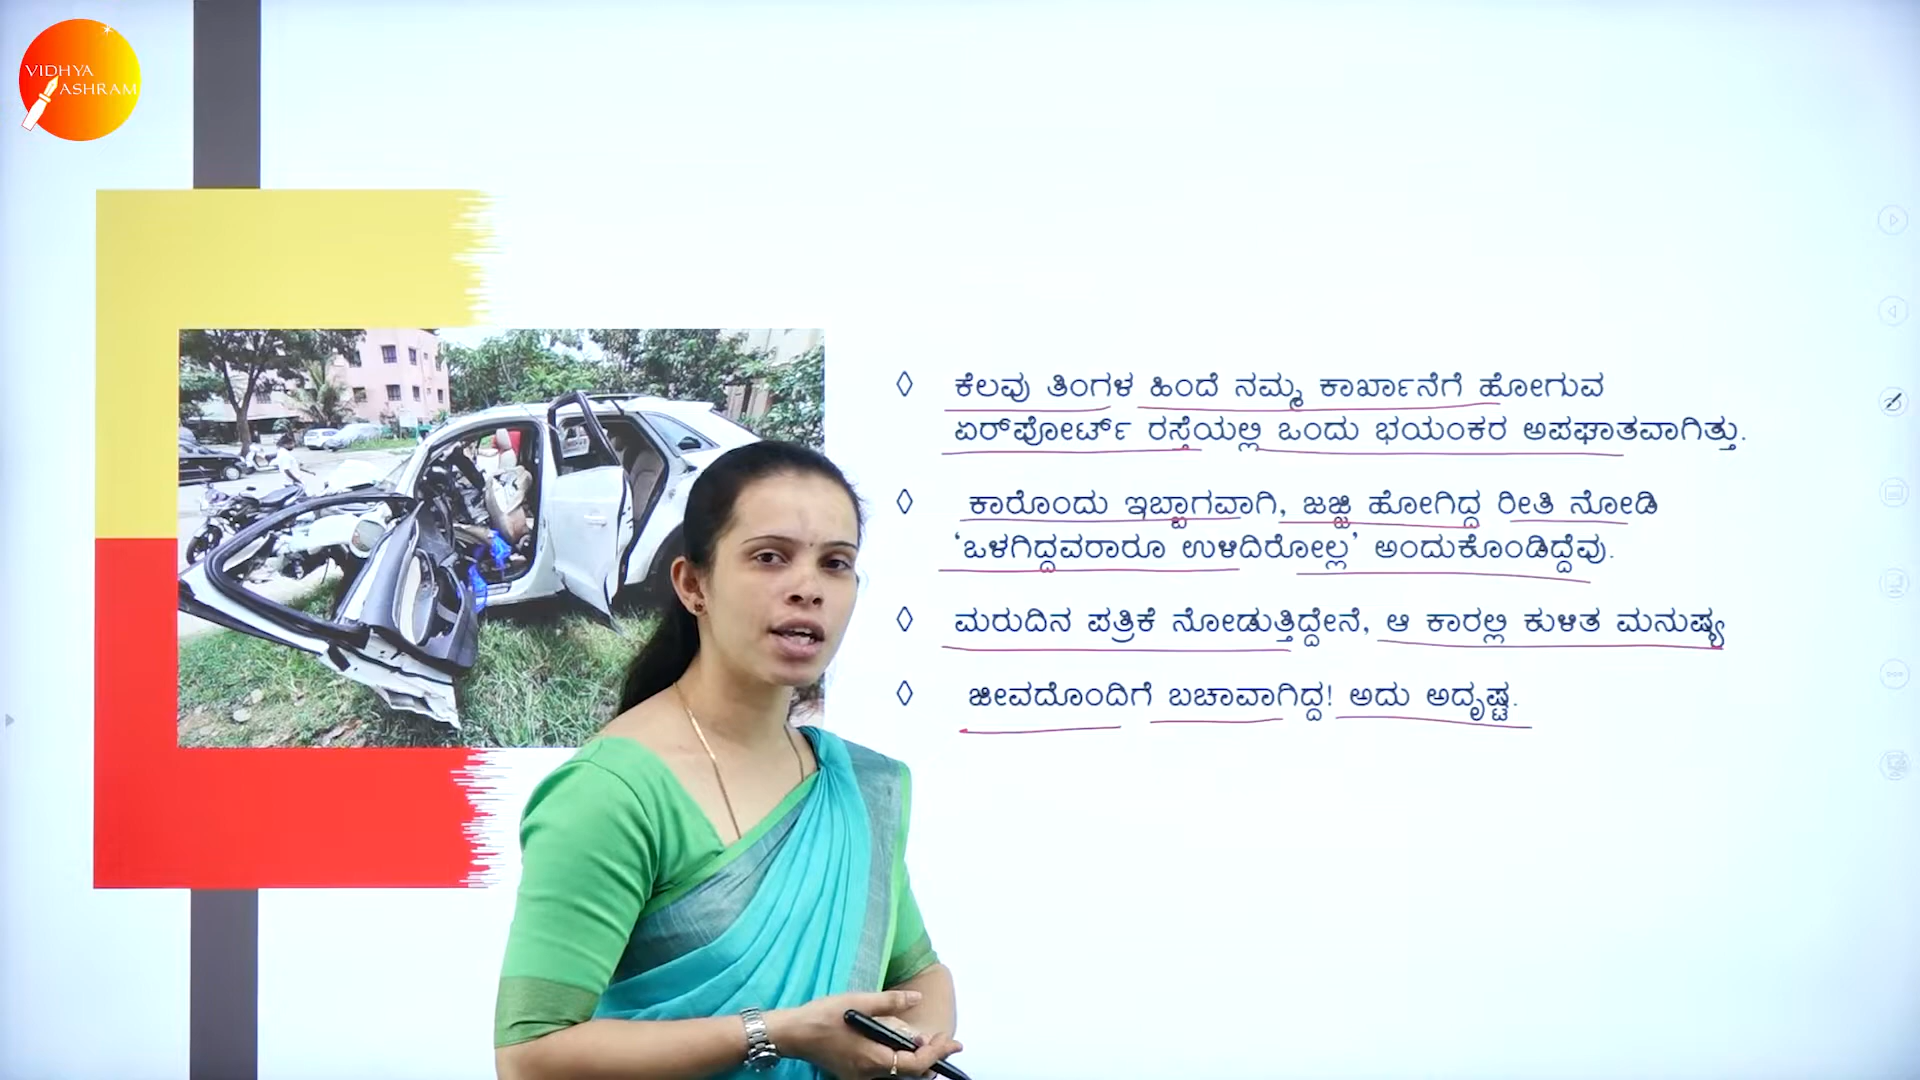 VIDHYA
ASHRAM
ಕೆಲವು ತಿಂಗಳ ಹಿಂದೆ ನಮ್ಮ ಕಾರ್ಖಾನೆಗೆ ಹೋಗುವ
ಏರ್‌ಪೋರ್ಟ್ ರಸ್ತೆಯಲ್ಲಿ ಒಂದು ಭಯಂಕರ ಅಪಘಾತವಾಗಿತ್ತು.
ಕಾರೊಂದು ಇಬ್ಭಾಗವಾಗಿ, ಜಜ್ಜಿ ಹೋಗಿದ್ದ ರೀತಿ ನೋಡಿ
‘ಒಳಗಿದ್ದವರಾರೂ ಉಳಿದಿರೋಲ್ಲ’ ಅಂದುಕೊಂಡಿದ್ದೆವು.
ಮರುದಿನ ಪತ್ರಿಕೆ ನೋಡುತ್ತಿದ್ದೇನೆ, ಆ ಕಾರಲ್ಲಿ ಕುಳಿತ ಮನುಷ್ಯ
ಜೀವದೊಂದಿಗೆ ಬಚಾವಾಗಿದ್ದ! ಅದು ಅದೃಷ್ಟ.